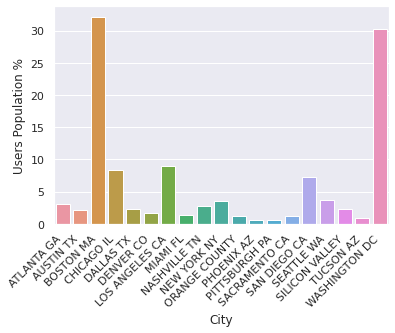 Users Population %
30
25
20
15
10
5
0
ATLANTA GA
AUSTIN TX
BOSTON MA
CHICAGO IL
DALLAS TX
DENVER CO
LOS ANGELES CA
MIAMI FL
NASHVILLE TN
NEW YORK NY
ORANGE COUNTY
PHOENIX AZ
PITTSBURGH PA
SACRAMENTO CA
SAN DIEGO CA
SEATTLE WA
SILICON VALLEY
TUCSON AZ
WASHINGTON DC
City